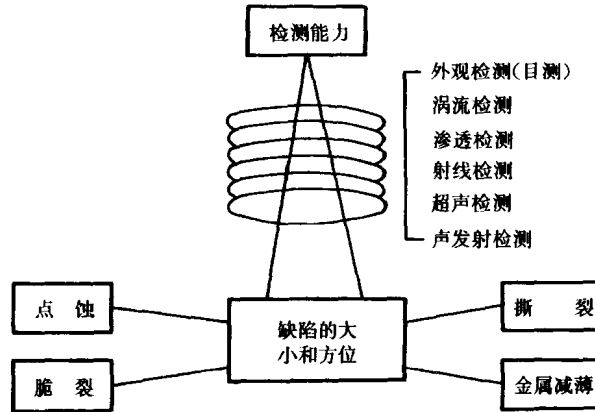 检测能力
外观检测(目测)
涡流检测
渗透检测
射线检测
超声检测
声发射检测
点 蚀
缺陷的大
小和方位
撕 裂
脆 裂
金属减薄